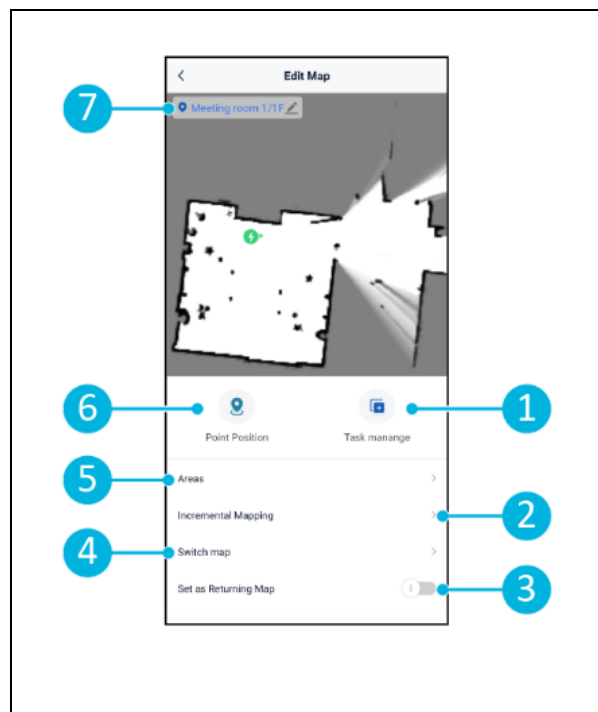 Edit Map
7
Meeting room 1/1F
6
1
Point Position
Task manange
5
Areas
Incremental Mapping
2
4
Switch map
Set as Returning Map
3